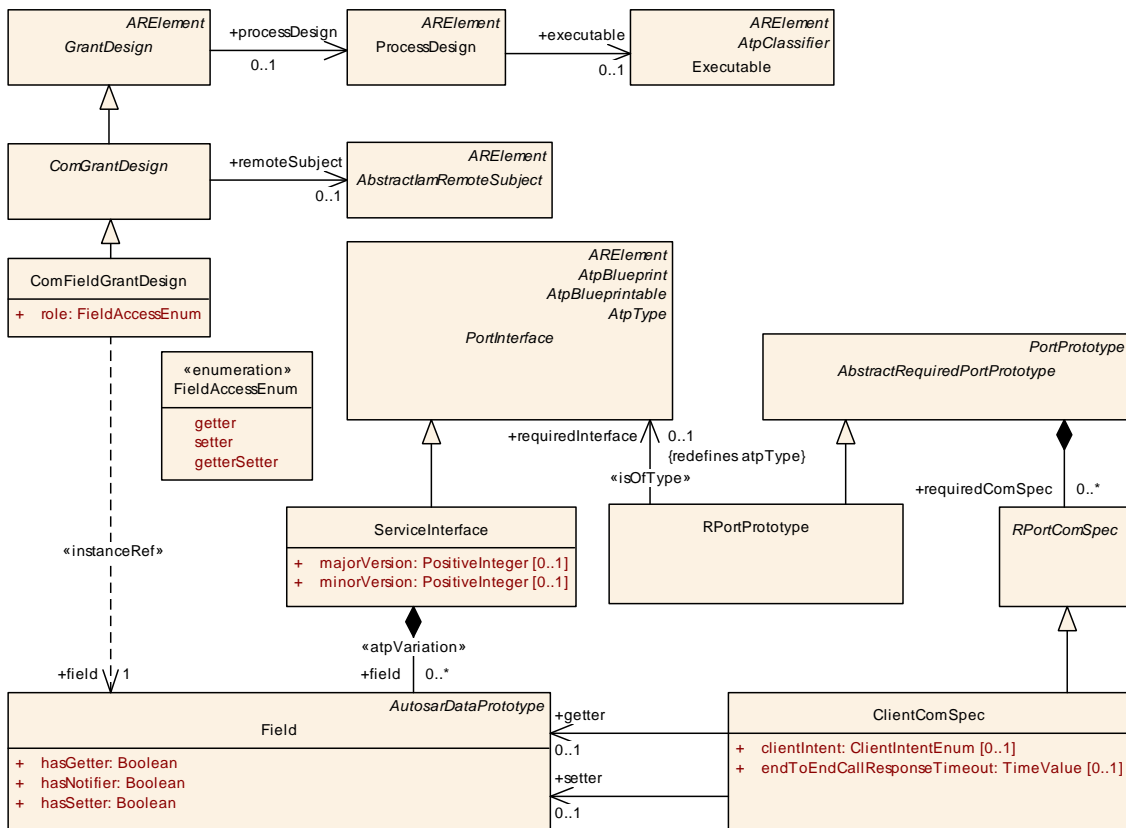 ARElement
GrantDesign
+processDesign
0..1
ARElement
ProcessDesign
+executable
0..1
ARElement
AtpClassifier
Executable
ComGrantDesign
+remoteSubject
0..1
ARElement
AbstractIamRemoteSubject
ComFieldGrantDesign
+ role: FieldAccessEnum
«enumeration»
FieldAccessEnum
getter
setter
getterSetter
ARElement
AtpBlueprint
AtpBlueprintable
AtpType
PortInterface
PortPrototype
AbstractRequiredPortPrototype
+requiredInterface
0..1
{redefines atpType}
«isOfType»
+requiredComSpec
0..*
ServiceInterface
+ majorVersion: PositiveInteger [0..1]
+ minorVersion: PositiveInteger [0..1]
RPortPrototype
RPortComSpec
«instanceRef»
«atpVariation»
+field
1
+field
0..*
AutosarDataPrototype
Field
+ hasGetter: Boolean
+ hasNotifier: Boolean
+ hasSetter: Boolean
+getter
0..1
+setter
0..1
ClientComSpec
+ clientIntent: ClientIntentEnum [0..1]
+ endToEndCallResponseTimeout: TimeValue [0..1]